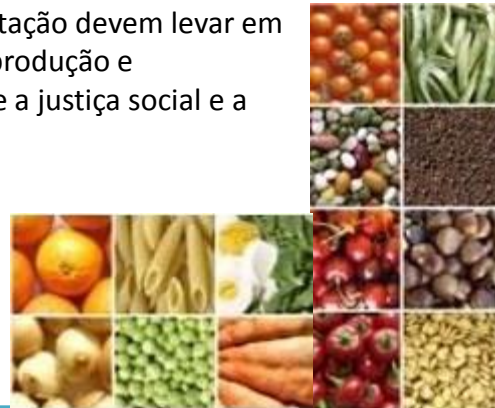 tação devem levar em
produção e
e a justiça social e a